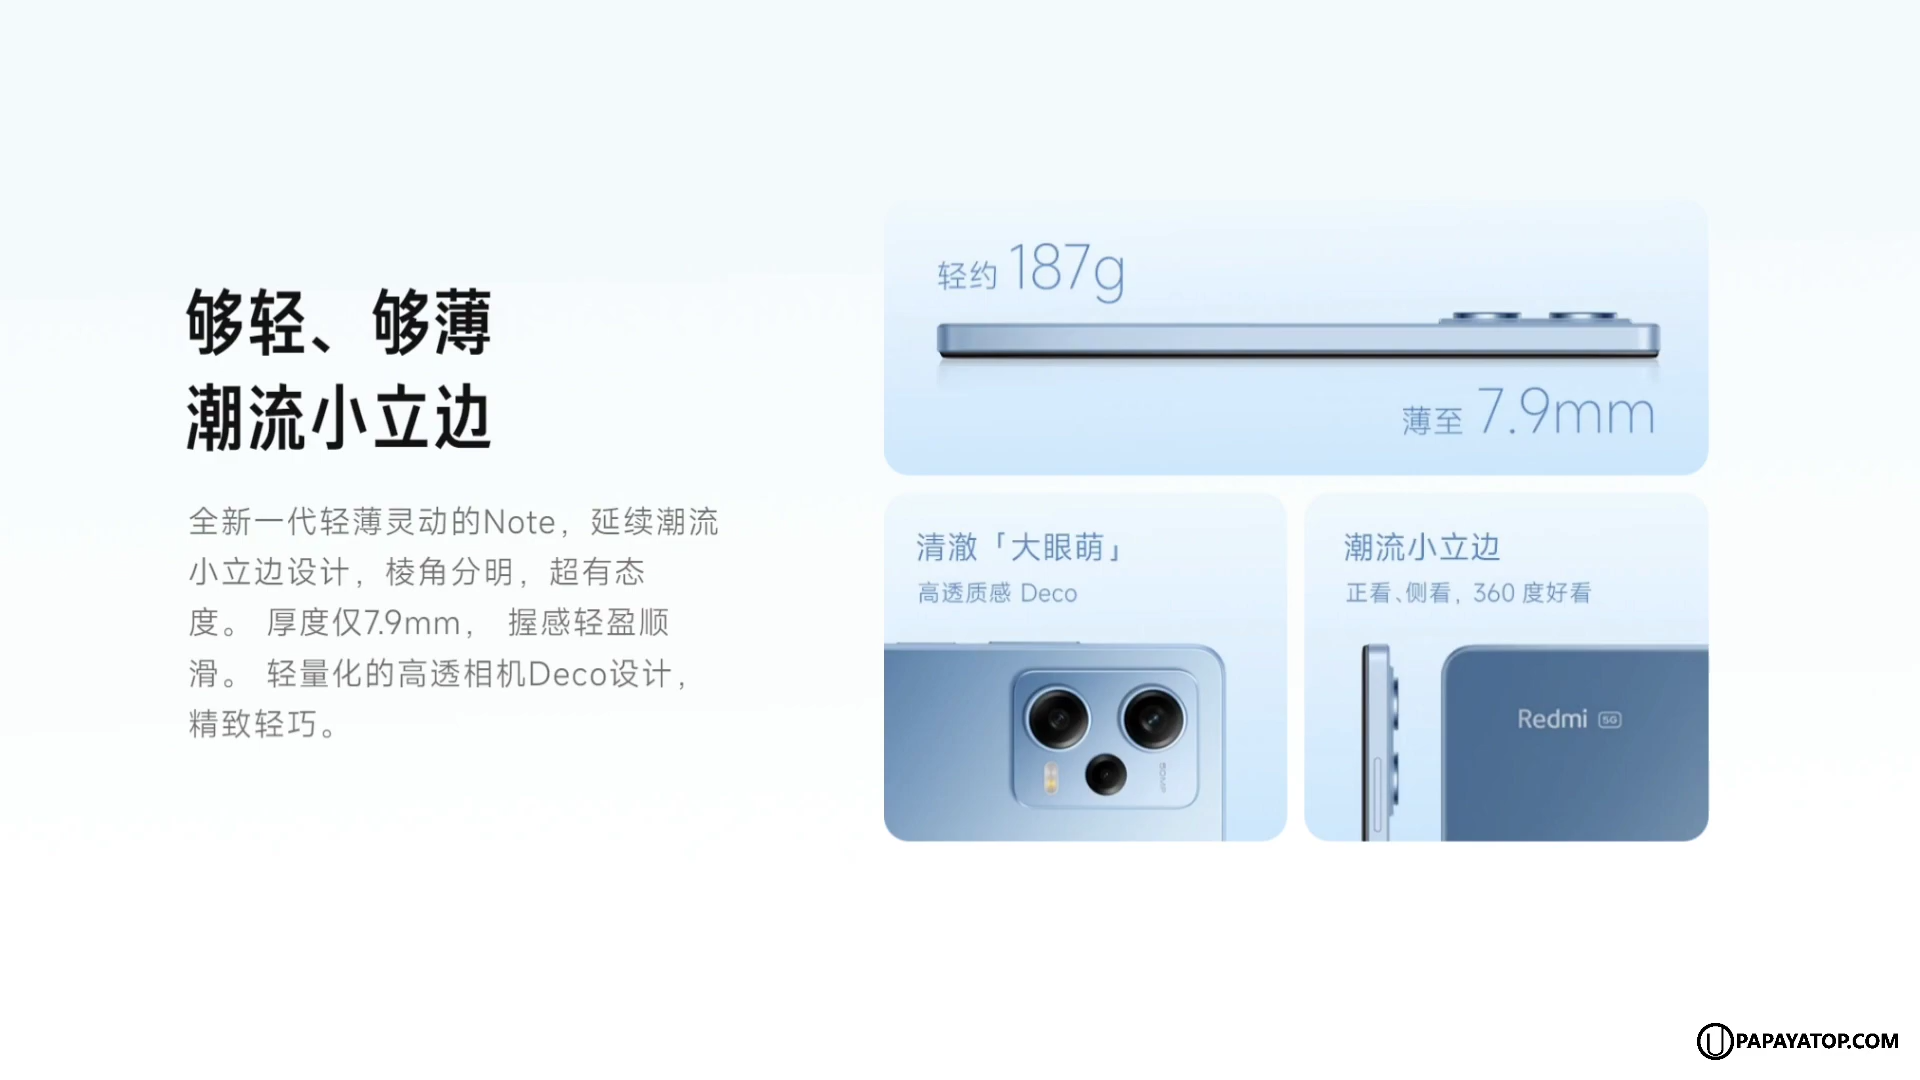 够轻、够薄
潮流小立边
全新一代轻薄灵动的Note，延续潮流
小立边设计，棱角分明，超有态
度。 厚度仅7.9mm， 握感轻盈顺
滑。 轻量化的高透相机Deco设计，
精致轻巧。
轻约 187g
薄至 7.9mm
清澈「大眼萌」
高透质感 Deco
50MP
潮流小立边
正看、侧看，360 度好看
Redmi 5G
PAPAYATOP.COM